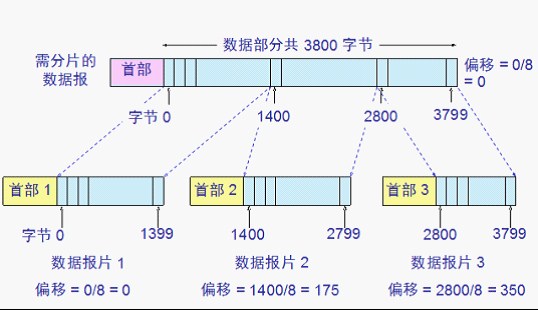 数据部分共 3800 字节
需分片的
数据报
首部
偏移 = 0/8
= 0
字节 0
1400
2800
3799
首部 1
首部 2
首部 3
字节 0
1399
1400
2799
2800
3799
数据报片 1
数据报片 2
数据报片 3
偏移 = 0/8 = 0
偏移 = 1400/8 = 175
偏移 = 2800/8 = 350